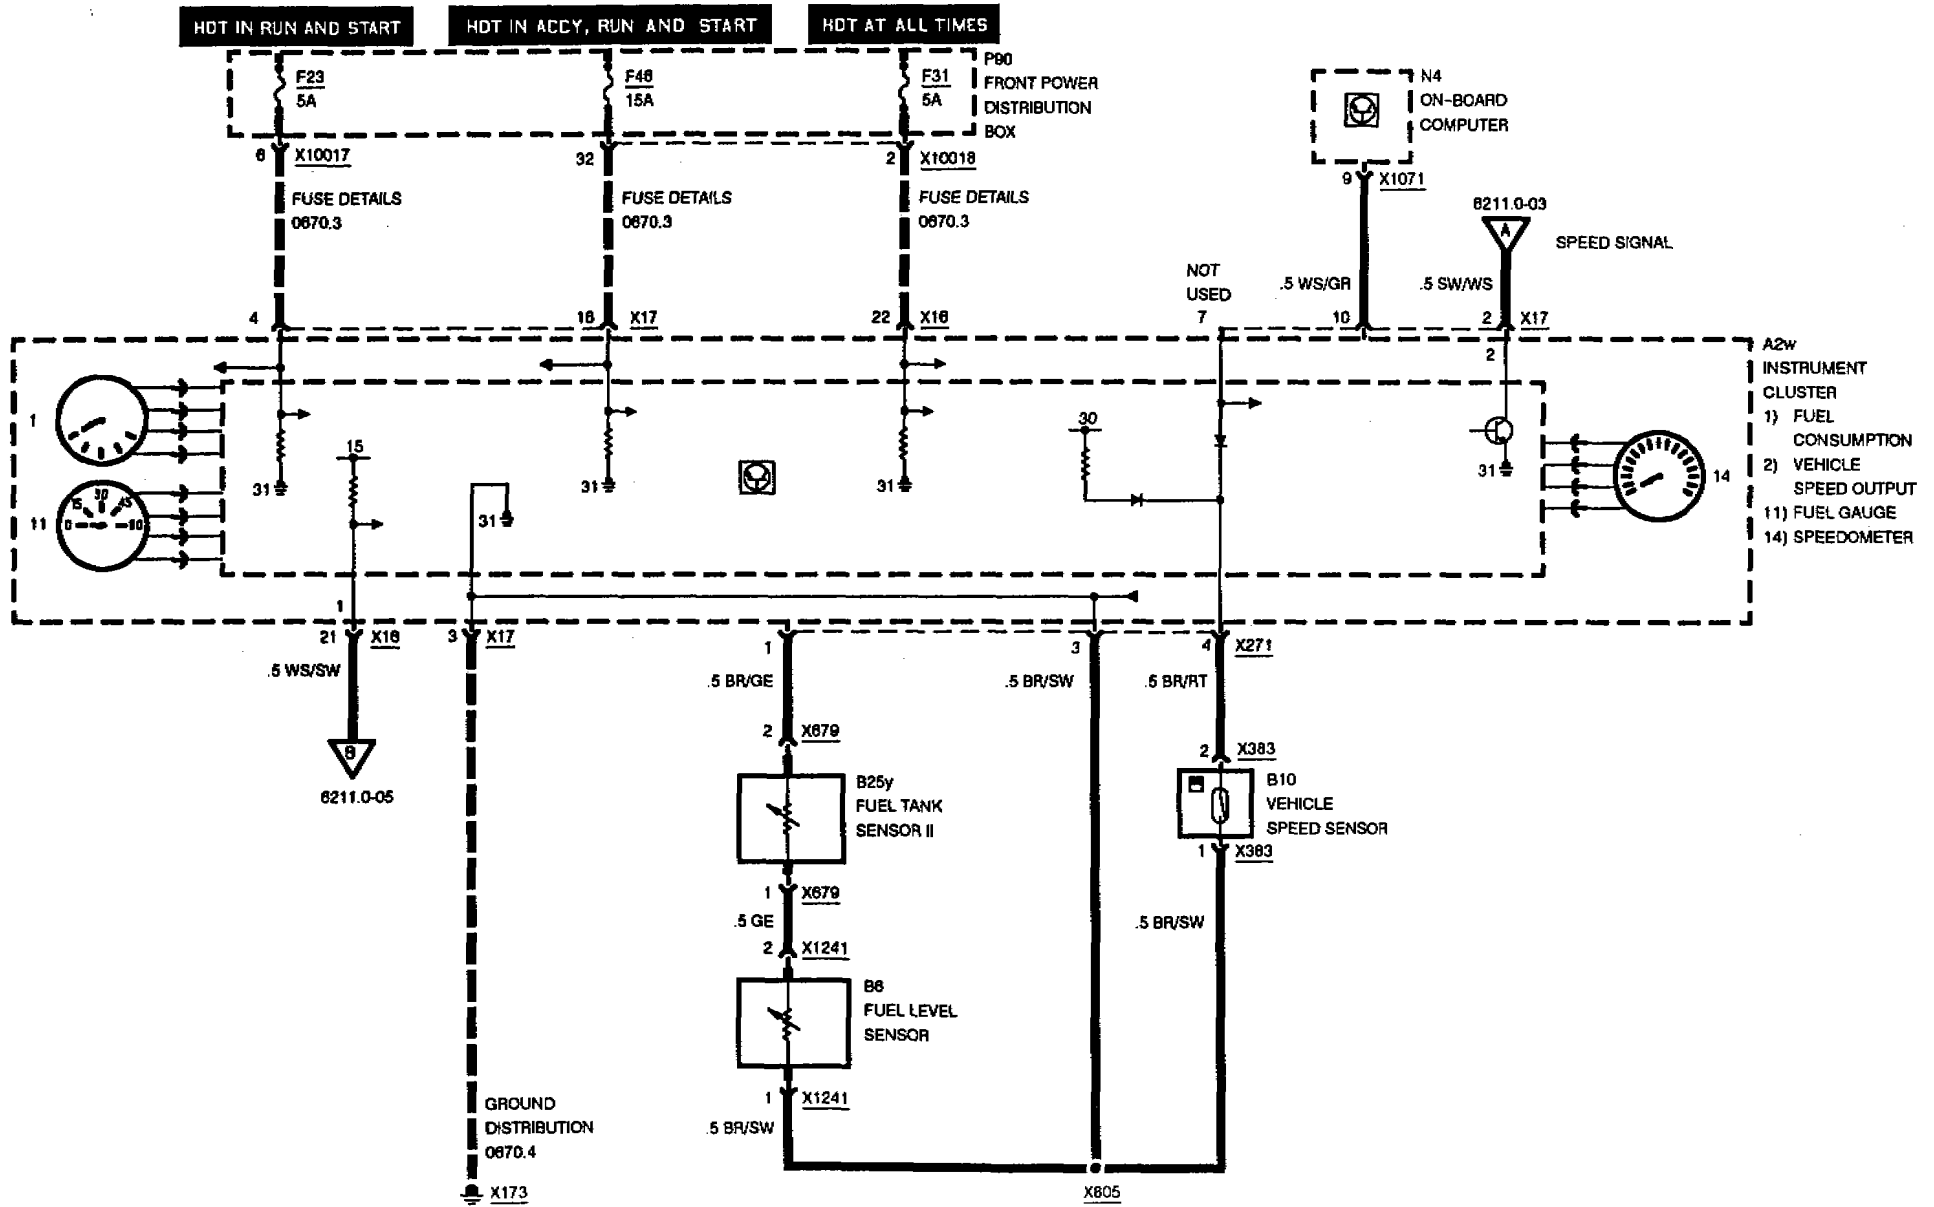 HOT IN RUN AND START
HOT IN ACCY, RUN AND START
HOT AT ALL TIMES
F23
5A
F46
15A
F31
5A
P90
FRONT POWER
DISTRIBUTION
BOX
N4
ON-BOARD
COMPUTER
6
X10017
32
2
X10018
9
X1071
FUSE DETAILS
0670.3
FUSE DETAILS
0670.3
FUSE DETAILS
0670.3
6211.0-03
A
SPEED SIGNAL
NOT
USED
.5 WS/GR
.5 SW/WS
4
18
X17
22
X16
7
10
2
X17
2
A2w
INSTRUMENT
CLUSTER
1) FUEL
CONSUMPTION
2) VEHICLE
SPEED OUTPUT
11) FUEL GAUGE
14) SPEEDOMETER
1
15
30
31
31
31
31
31
14
11
0
15
30
45
60
1
21
X16
3
X17
1
3
4
X271
.5 WS/SW
.5 BR/GE
.5 BR/SW
.5 BR/RT
B
6211.0-05
2
X679
2
X383
B25y
FUEL TANK
SENSOR II
B10
VEHICLE
SPEED SENSOR
1
X679
1
X383
.5 GE
.5 BR/SW
2
X1241
B6
FUEL LEVEL
SENSOR
1
X1241
.5 BR/SW
GROUND
DISTRIBUTION
0670.4
X173
X805